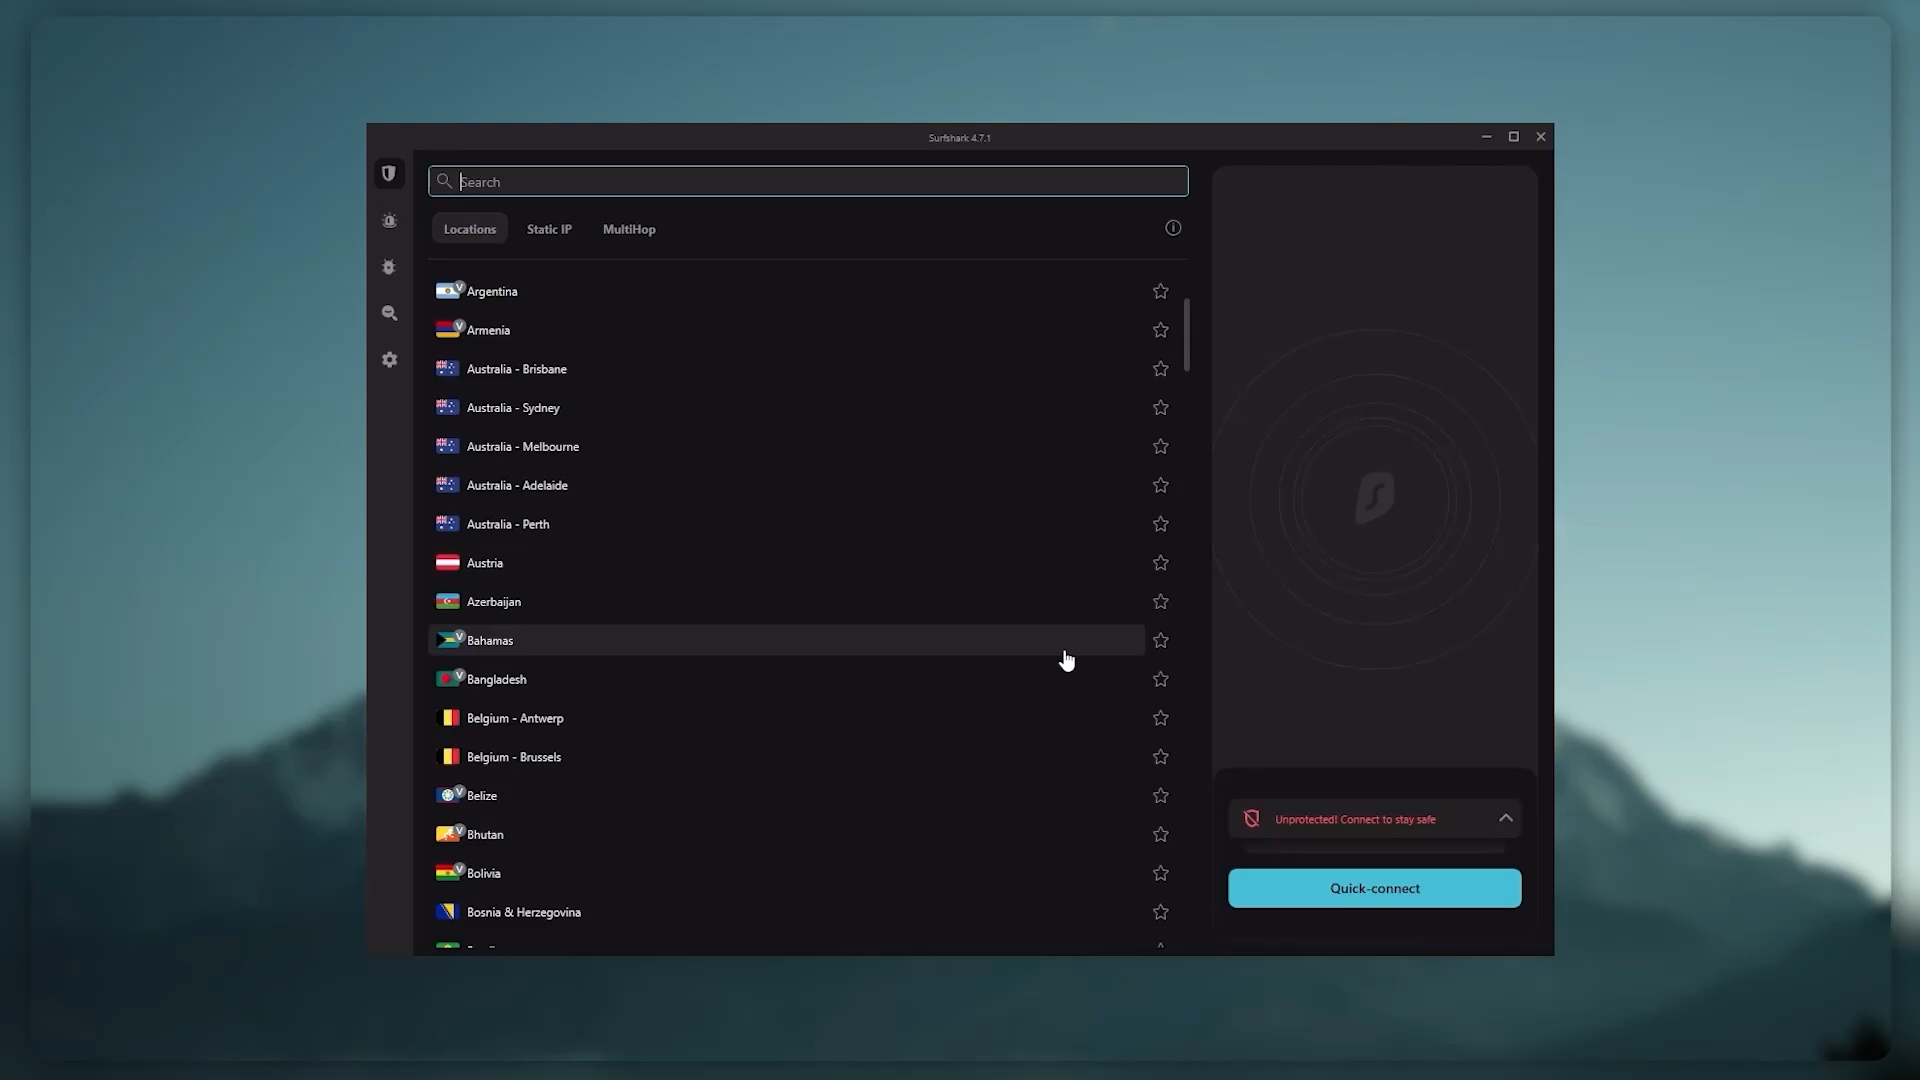 Surfshark 4.7.1
Search
Locations
Static IP
MultiHop
Argentina
Armenia
Australia - Brisbane
Australia - Sydney
Australia - Melbourne
Australia - Adelaide
Australia - Perth
Austria
Azerbaijan
Bahamas
Bangladesh
Belgium - Antwerp
Belgium - Brussels
Belize
Bhutan
Bolivia
Bosnia & Herzegovina
Unprotected! Connect to stay safe
Quick-connect